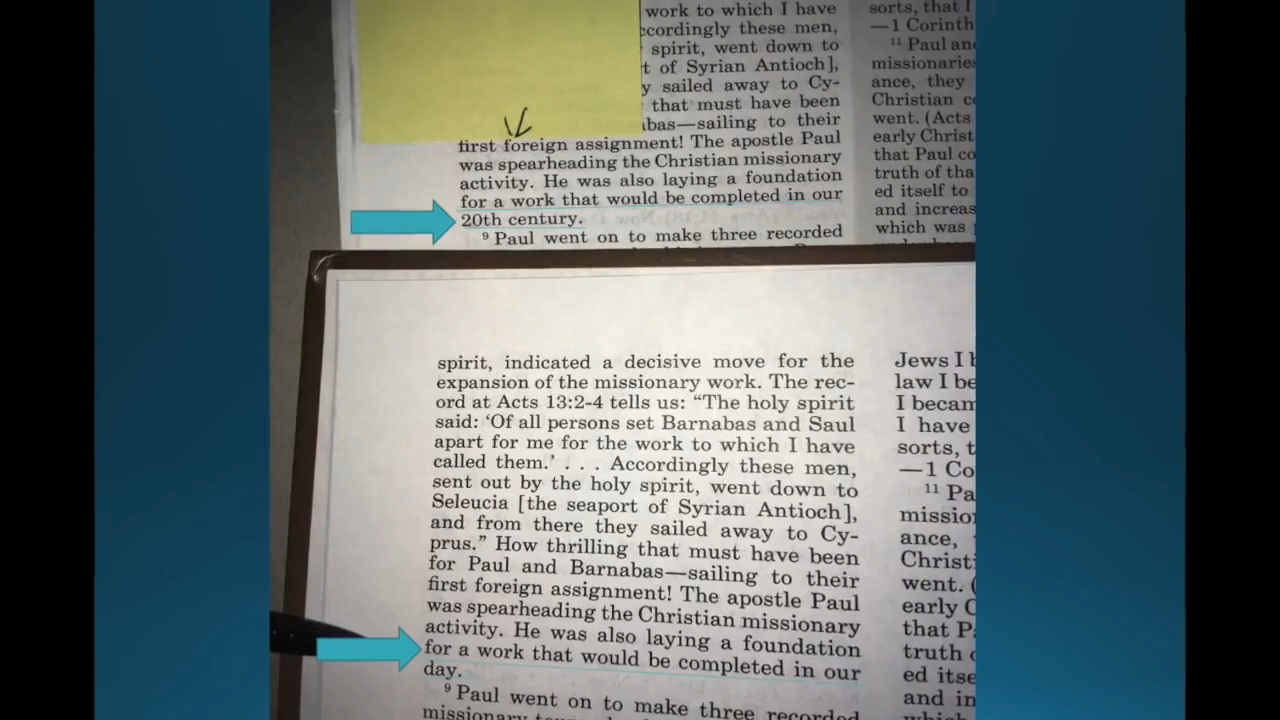 work to which I have
ccordingly these men,
spirit, went down to
t of Syrian Antioch],
y sailed away to Cy-
that must have been
abas—sailing to their
first foreign assignment! The apostle Paul
was spearheading the Christian missionary
activity. He was also laying a foundation
for a work that would be completed in our
20th century.
⁹ Paul went on to make three recorded
sorts, that I
—1 Corinth
¹¹ Paul an
missionaries
ance, they
Christian c
went. (Acts
early Christ
that Paul co
truth of tha
ed itself to
and increas
which was
spirit, indicated a decisive move for the
expansion of the missionary work. The rec-
ord at Acts 13:2-4 tells us: “The holy spirit
said: ‘Of all persons set Barnabas and Saul
apart for me for the work to which I have
called them.’ . . . Accordingly these men,
sent out by the holy spirit, went down to
Seleucia [the seaport of Syrian Antioch],
and from there they sailed away to Cy-
prus.” How thrilling that must have been
for Paul and Barnabas—sailing to their
first foreign assignment! The apostle Paul
was spearheading the Christian missionary
activity. He was also laying a foundation
for a work that would be completed in our
day.
⁹ Paul went on to make three recorded
missionary
Jews I b
law I be
I becam
I have
sorts, t
—1 Co
¹¹ Pa
missio
ance,
Christi
went. (
early C
that P
truth
ed itse
and in
which